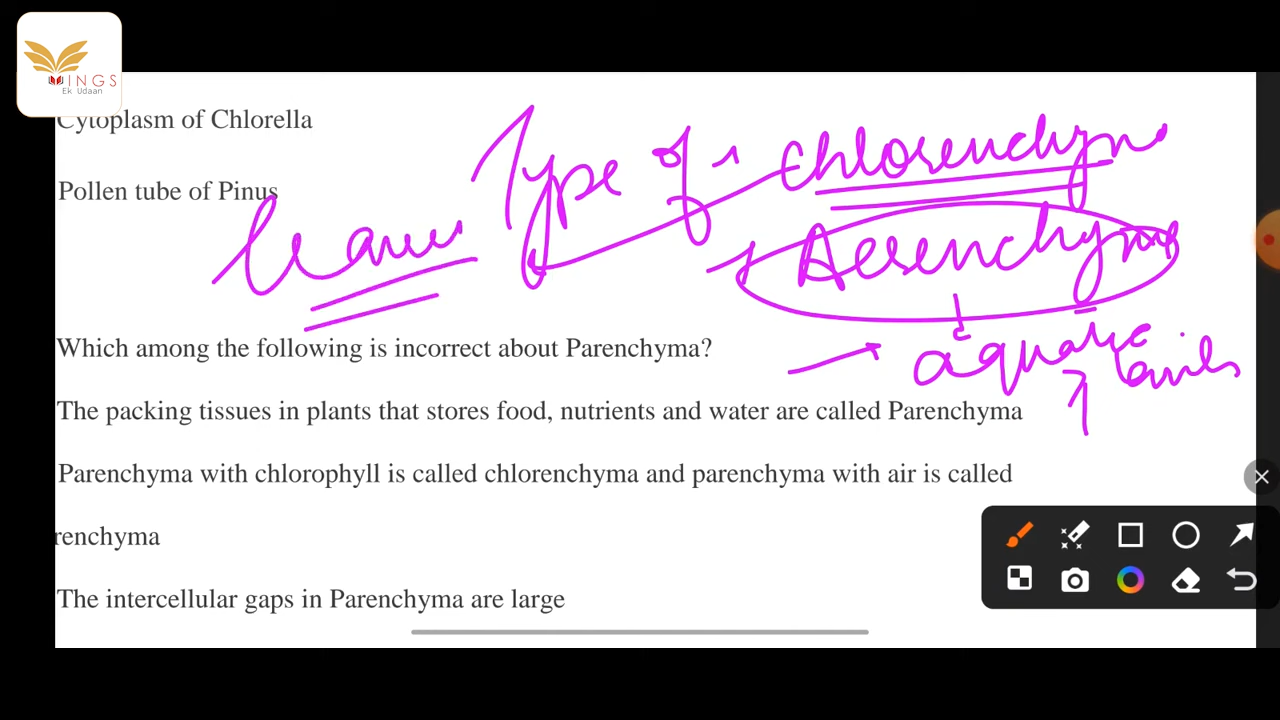 WINGS
Ek Udaan
Cytoplasm of Chlorella
Pollen tube of Pinus
Type of chlorenchyma
Aerenchyma
aquatic
Which among the following is incorrect about Parenchyma?
The packing tissues in plants that stores food, nutrients and water are called Parenchyma
Parenchyma with chlorophyll is called chlorenchyma and parenchyma with air is called
renchyma
The intercellular gaps in Parenchyma are large